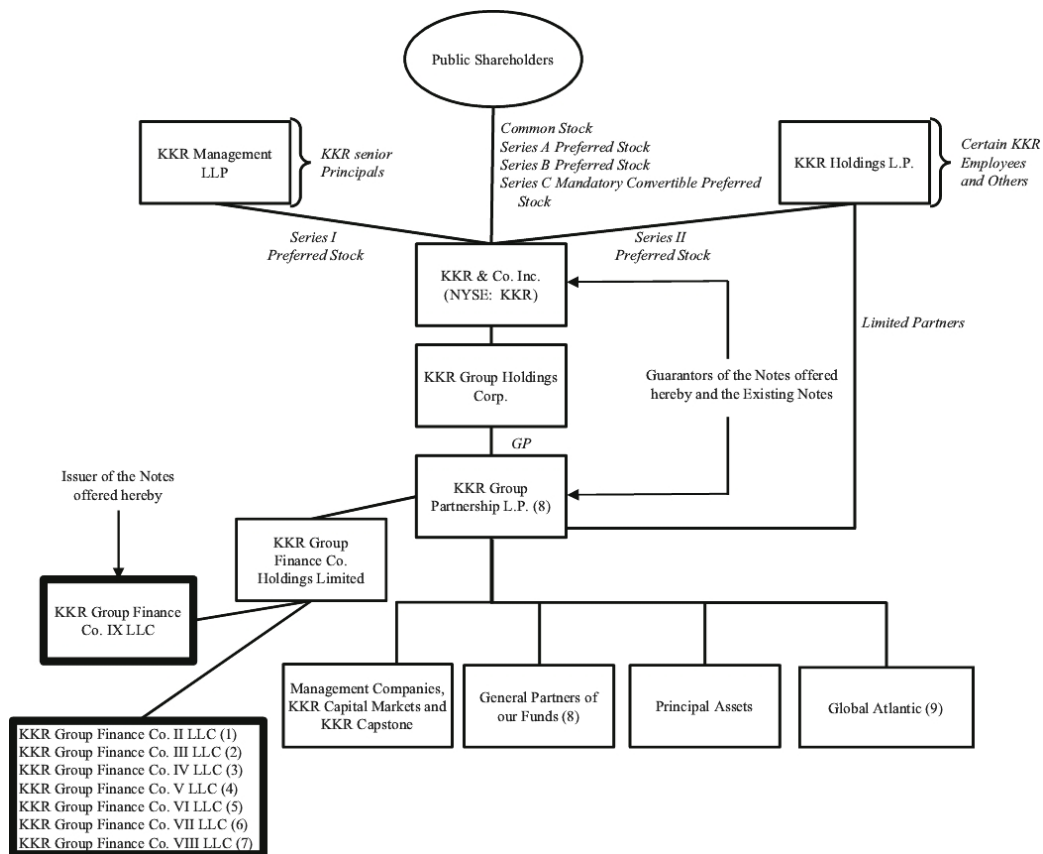 Public Shareholders
KKR Management
LLP
KKR senior
Principals
Common Stock
Series A Preferred Stock
Series B Preferred Stock
Series C Mandatory Convertible Preferred
Stock
KKR Holdings L.P.
Certain KKR
Employees
and Others
Series I
Preferred Stock
Series II
Preferred Stock
KKR & Co. Inc.
(NYSE: KKR)
Limited Partners
KKR Group Holdings
Corp.
Guarantors of the Notes offered
hereby and the Existing Notes
GP
Issuer of the Notes
offered hereby
KKR Group
Partnership L.P. (8)
KKR Group
Finance Co.
Holdings Limited
KKR Group Finance
Co. IX LLC
Management Companies,
KKR Capital Markets and
KKR Capstone
General Partners of
our Funds (8)
Principal Assets
Global Atlantic (9)
KKR Group Finance Co. II LLC (1)
KKR Group Finance Co. III LLC (2)
KKR Group Finance Co. IV LLC (3)
KKR Group Finance Co. V LLC (4)
KKR Group Finance Co. VI LLC (5)
KKR Group Finance Co. VII LLC (6)
KKR Group Finance Co. VIII LLC (7)